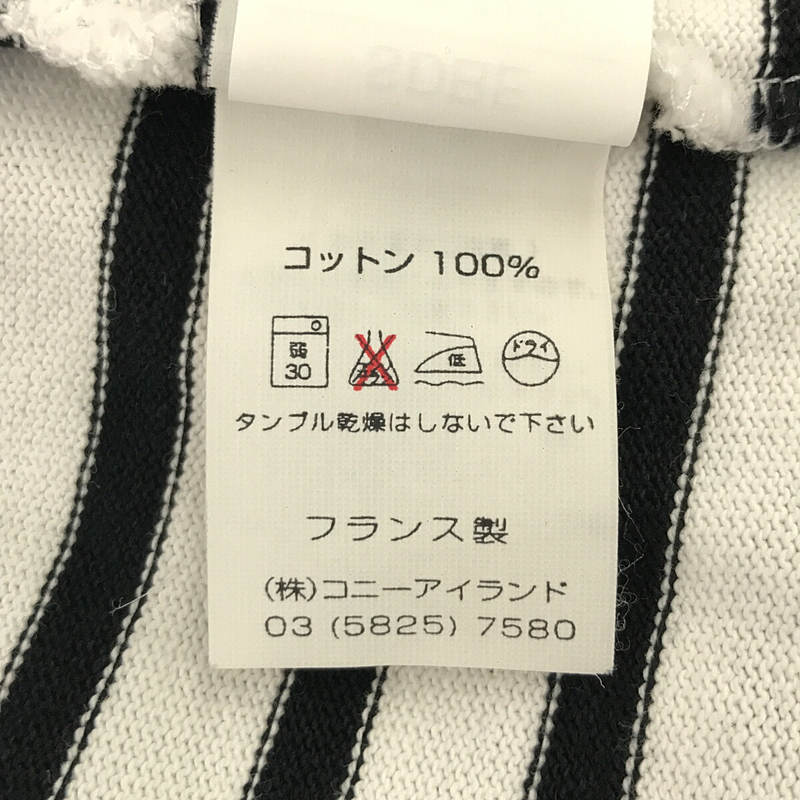 コットン 100%
弱 30 低 ドライ
タンブル乾燥はしないで下さい
フランス製
(株)コニーアイランド
03 (5825) 7580